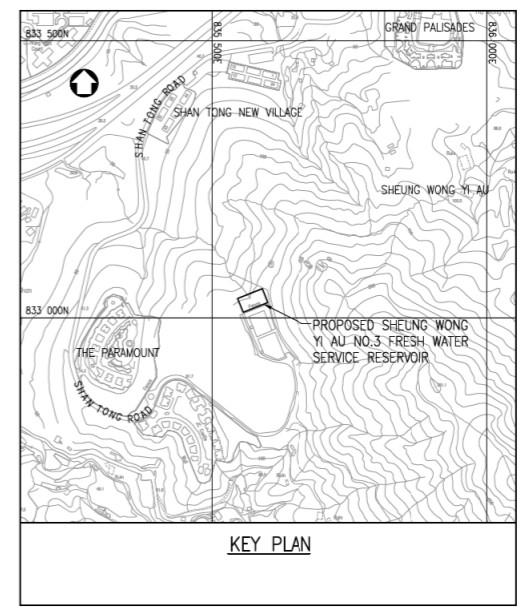 833 500N
835 500E
836 000E
GRAND PALISADES
SHAN TONG ROAD
SHAN TONG NEW VILLAGE
SHEUNG WONG YI AU
833 000N
PROPOSED SHEUNG WONG
YI AU NO.3 FRESH WATER
SERVICE RESERVOIR
THE PARAMOUNT
SHAN TONG ROAD
KEY PLAN